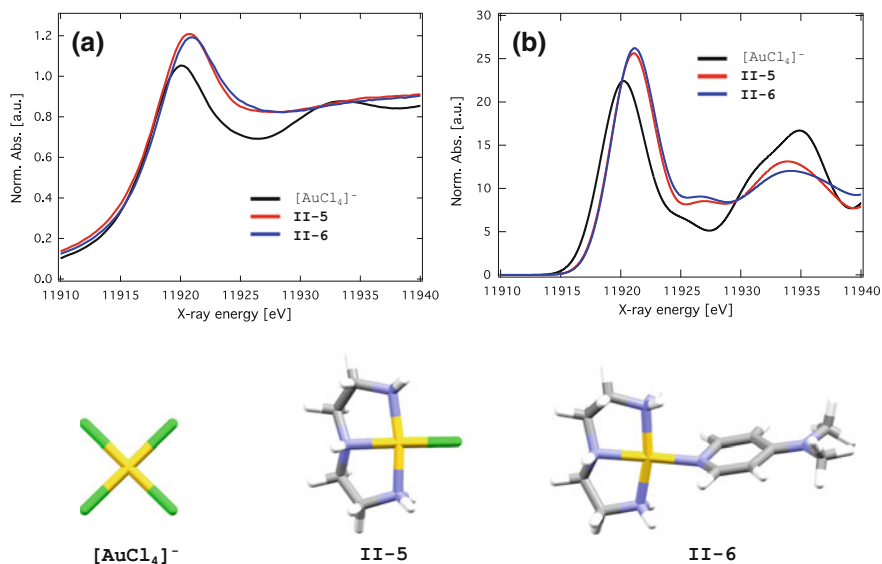 (a)
Norm. Abs. [a.u.]
1.2
1.0
0.8
0.6
0.4
0.2
0.0
[AuCl₄]⁻
II-5
II-6
11910 11915 11920 11925 11930 11935 11940
X-ray energy [eV]
(b)
Norm. Abs. [a.u.]
30
25
20
15
10
5
0
[AuCl₄]⁻
II-5
II-6
11910 11915 11920 11925 11930 11935 11940
X-ray energy [eV]
[AuCl₄]⁻ II-5 II-6